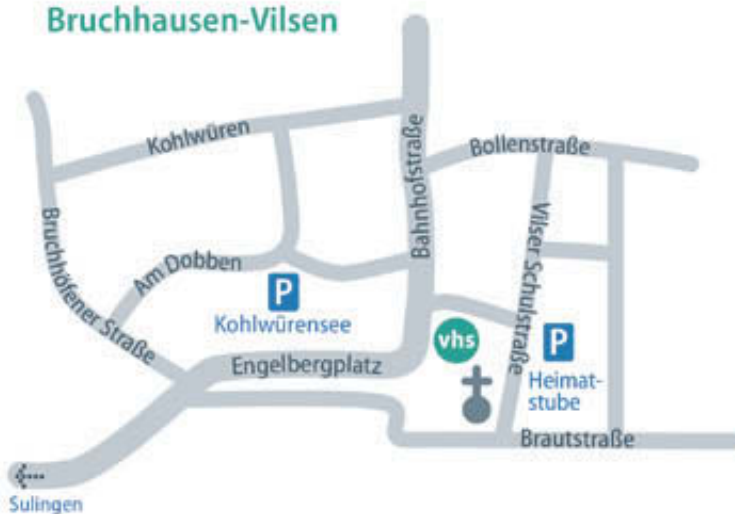 Bruchhausen-Vilsen
Kohlwüren
Bahnhofstraße
Bollenstraße
Bruchhöfener Straße
Am Dobben
Vilser Schulstraße
P
Kohlwürensee
vhs
P
Engelbergplatz
Heimat-
stube
Brautstraße
Sulingen